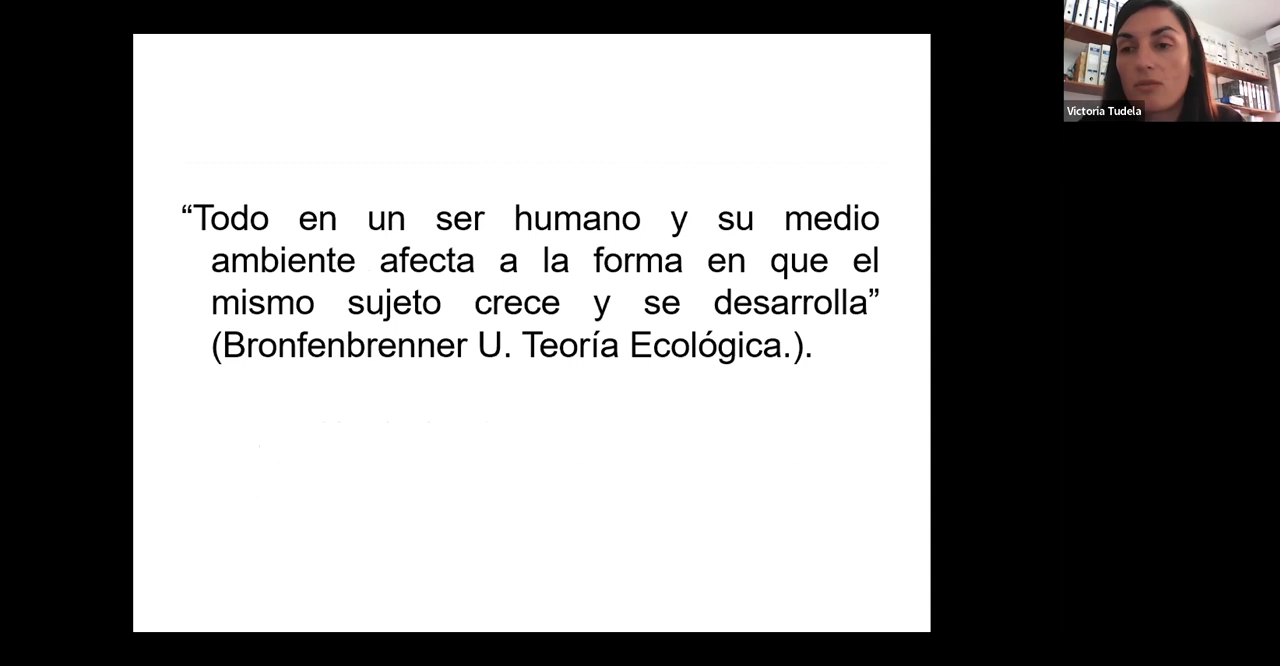 “Todo en un ser humano y su medio
ambiente afecta a la forma en que el
mismo sujeto crece y se desarrolla”
(Bronfenbrenner U. Teoría Ecológica.).
Victoria Tudela